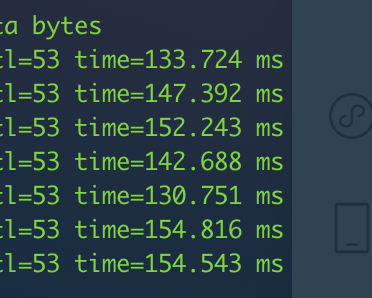 ta bytes
tl=53 time=133.724 ms
tl=53 time=147.392 ms
tl=53 time=152.243 ms
tl=53 time=142.688 ms
tl=53 time=130.751 ms
tl=53 time=154.816 ms
tl=53 time=154.543 ms